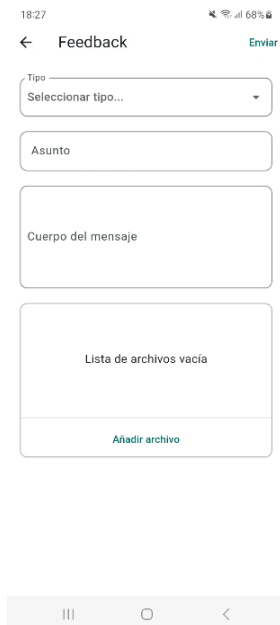 18:27
68%
Feedback
Enviar
Tipo
Seleccionar tipo...
Asunto
Cuerpo del mensaje
Lista de archivos vacía
Añadir archivo